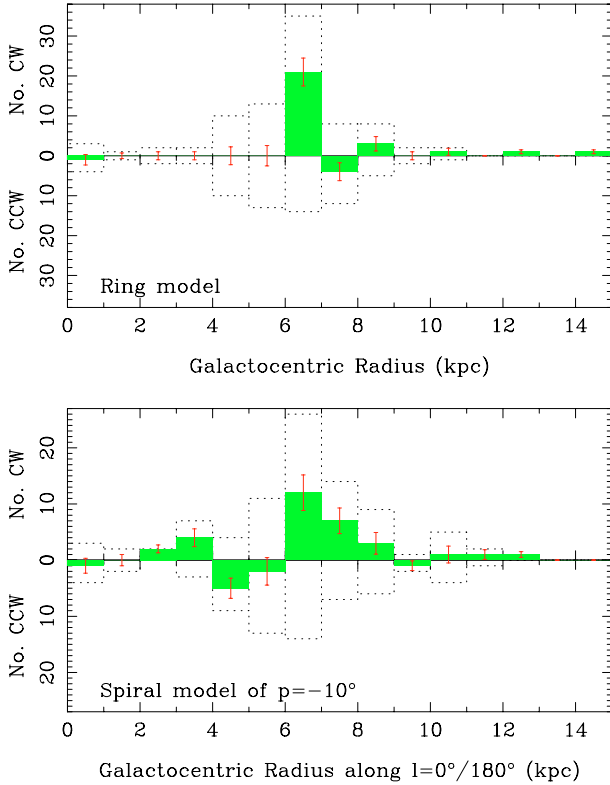 No. CW
No. CCW
30
20
10
0
10
20
30
Ring model
0 2 4 6 8 10 12 14
Galactocentric Radius (kpc)
No. CW
No. CCW
20
10
0
10
20
Spiral model of p=−10°
0 2 4 6 8 10 12 14
Galactocentric Radius along l=0°/180° (kpc)